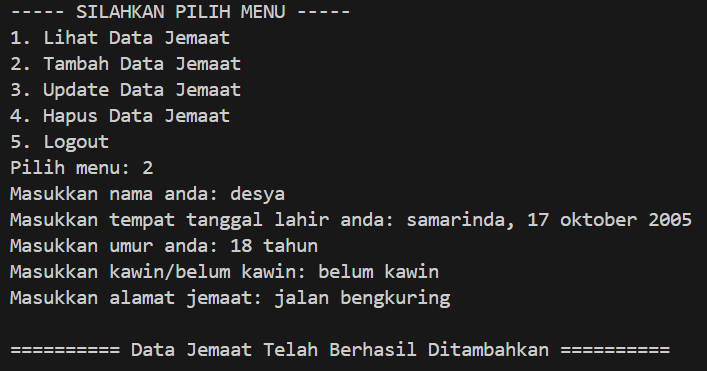 ----- SILAHKAN PILIH MENU -----
1. Lihat Data Jemaat
2. Tambah Data Jemaat
3. Update Data Jemaat
4. Hapus Data Jemaat
5. Logout
Pilih menu: 2
Masukkan nama anda: desya
Masukkan tempat tanggal lahir anda: samarinda, 17 oktober 2005
Masukkan umur anda: 18 tahun
Masukkan kawin/belum kawin: belum kawin
Masukkan alamat jemaat: jalan bengkuring
========== Data Jemaat Telah Berhasil Ditambahkan ==========